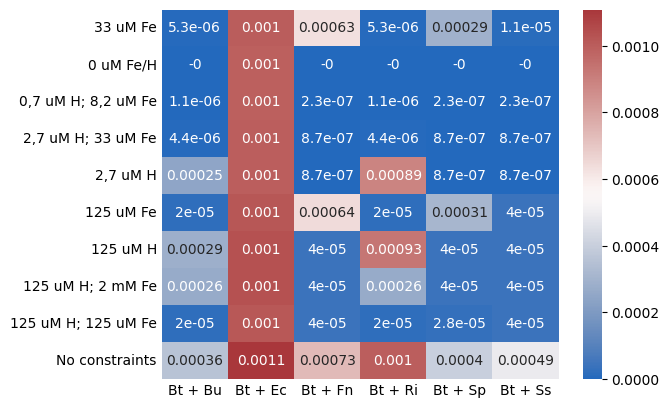 33 uM Fe 5.3e-06 0.001 0.00063 5.3e-06 0.00029 1.1e-05
0 uM Fe/H -0 0.001 -0 -0 -0 -0
0,7 uM H; 8,2 uM Fe 1.1e-06 0.001 2.3e-07 1.1e-06 2.3e-07 2.3e-07
2,7 uM H; 33 uM Fe 4.4e-06 0.001 8.7e-07 4.4e-06 8.7e-07 8.7e-07
2,7 uM H 0.00025 0.001 8.7e-07 0.00089 8.7e-07 8.7e-07
125 uM Fe 2e-05 0.001 0.00064 2e-05 0.00031 4e-05
125 uM H 0.00029 0.001 4e-05 0.00093 4e-05 4e-05
125 uM H; 2 mM Fe 0.00026 0.001 4e-05 0.00026 4e-05 4e-05
125 uM H; 125 uM Fe 2e-05 0.001 4e-05 2e-05 2.8e-05 4e-05
No constraints 0.00036 0.0011 0.00073 0.001 0.0004 0.00049
Bt + Bu Bt + Ec Bt + Fn Bt + Ri Bt + Sp Bt + Ss
0.0010
0.0008
0.0006
0.0004
0.0002
0.0000